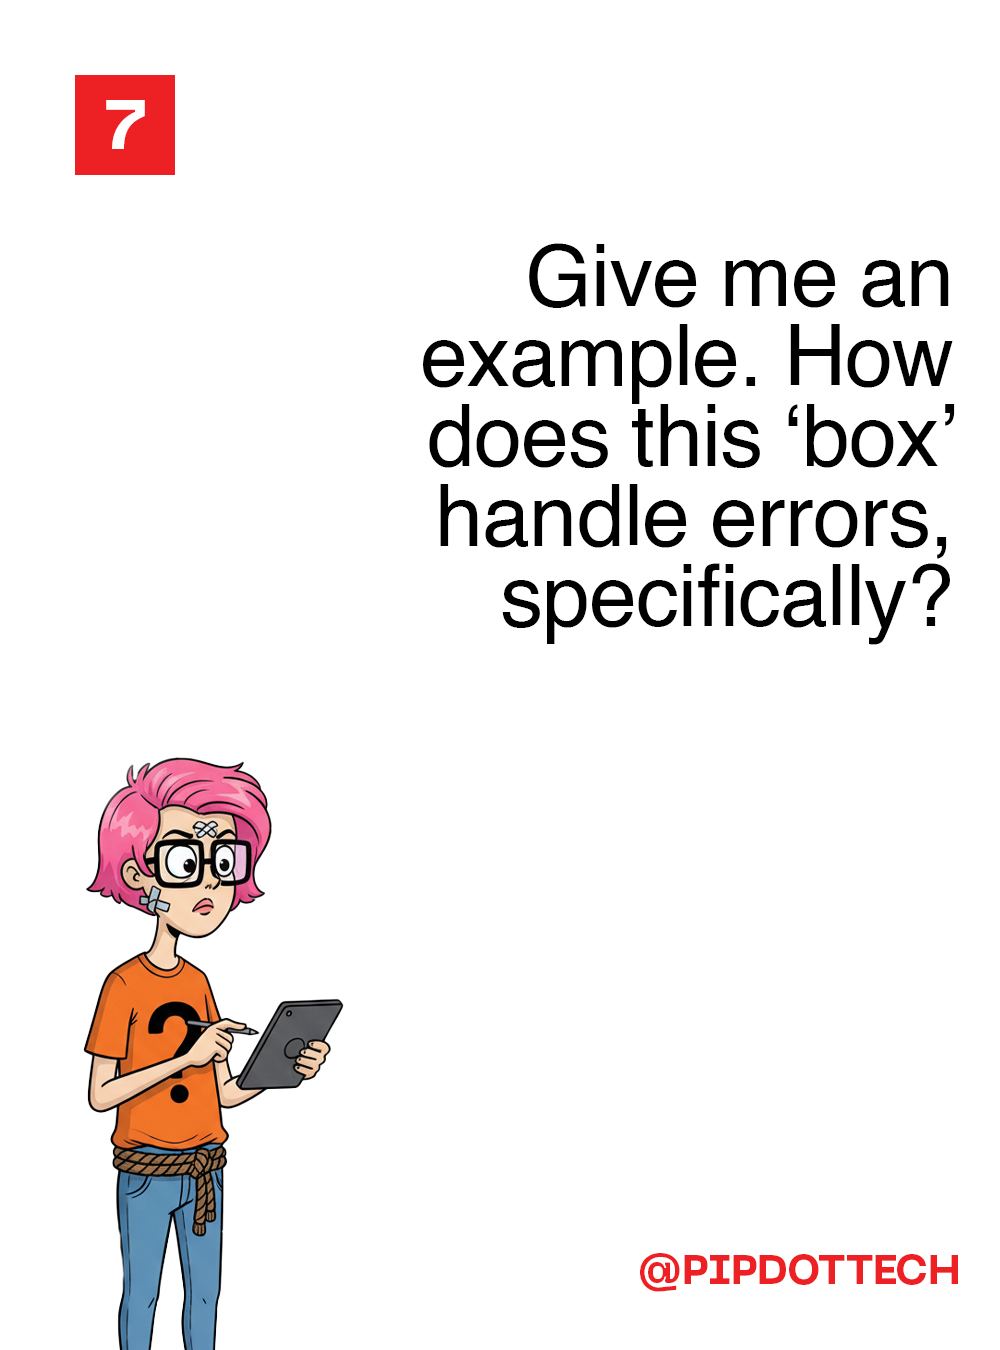 7
Give me an
example. How
does this ‘box’
handle errors,
specifically?
?
@PIPDOTTECH